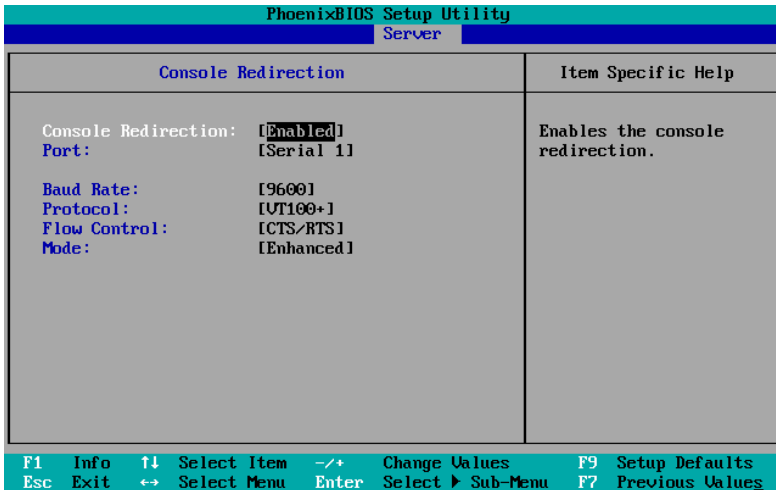 PhoenixBIOS Setup Utility
Server
Console Redirection
Item Specific Help
Console Redirection: [Enabled]
Port: [Serial 1]
Baud Rate: [9600]
Protocol: [VT100+]
Flow Control: [CTS/RTS]
Mode: [Enhanced]
Enables the console
redirection.
F1 Info ↑↓ Select Item -/+ Change Values F9 Setup Defaults
Esc Exit ↔ Select Menu Enter Select ▶ Sub-Menu F7 Previous Values